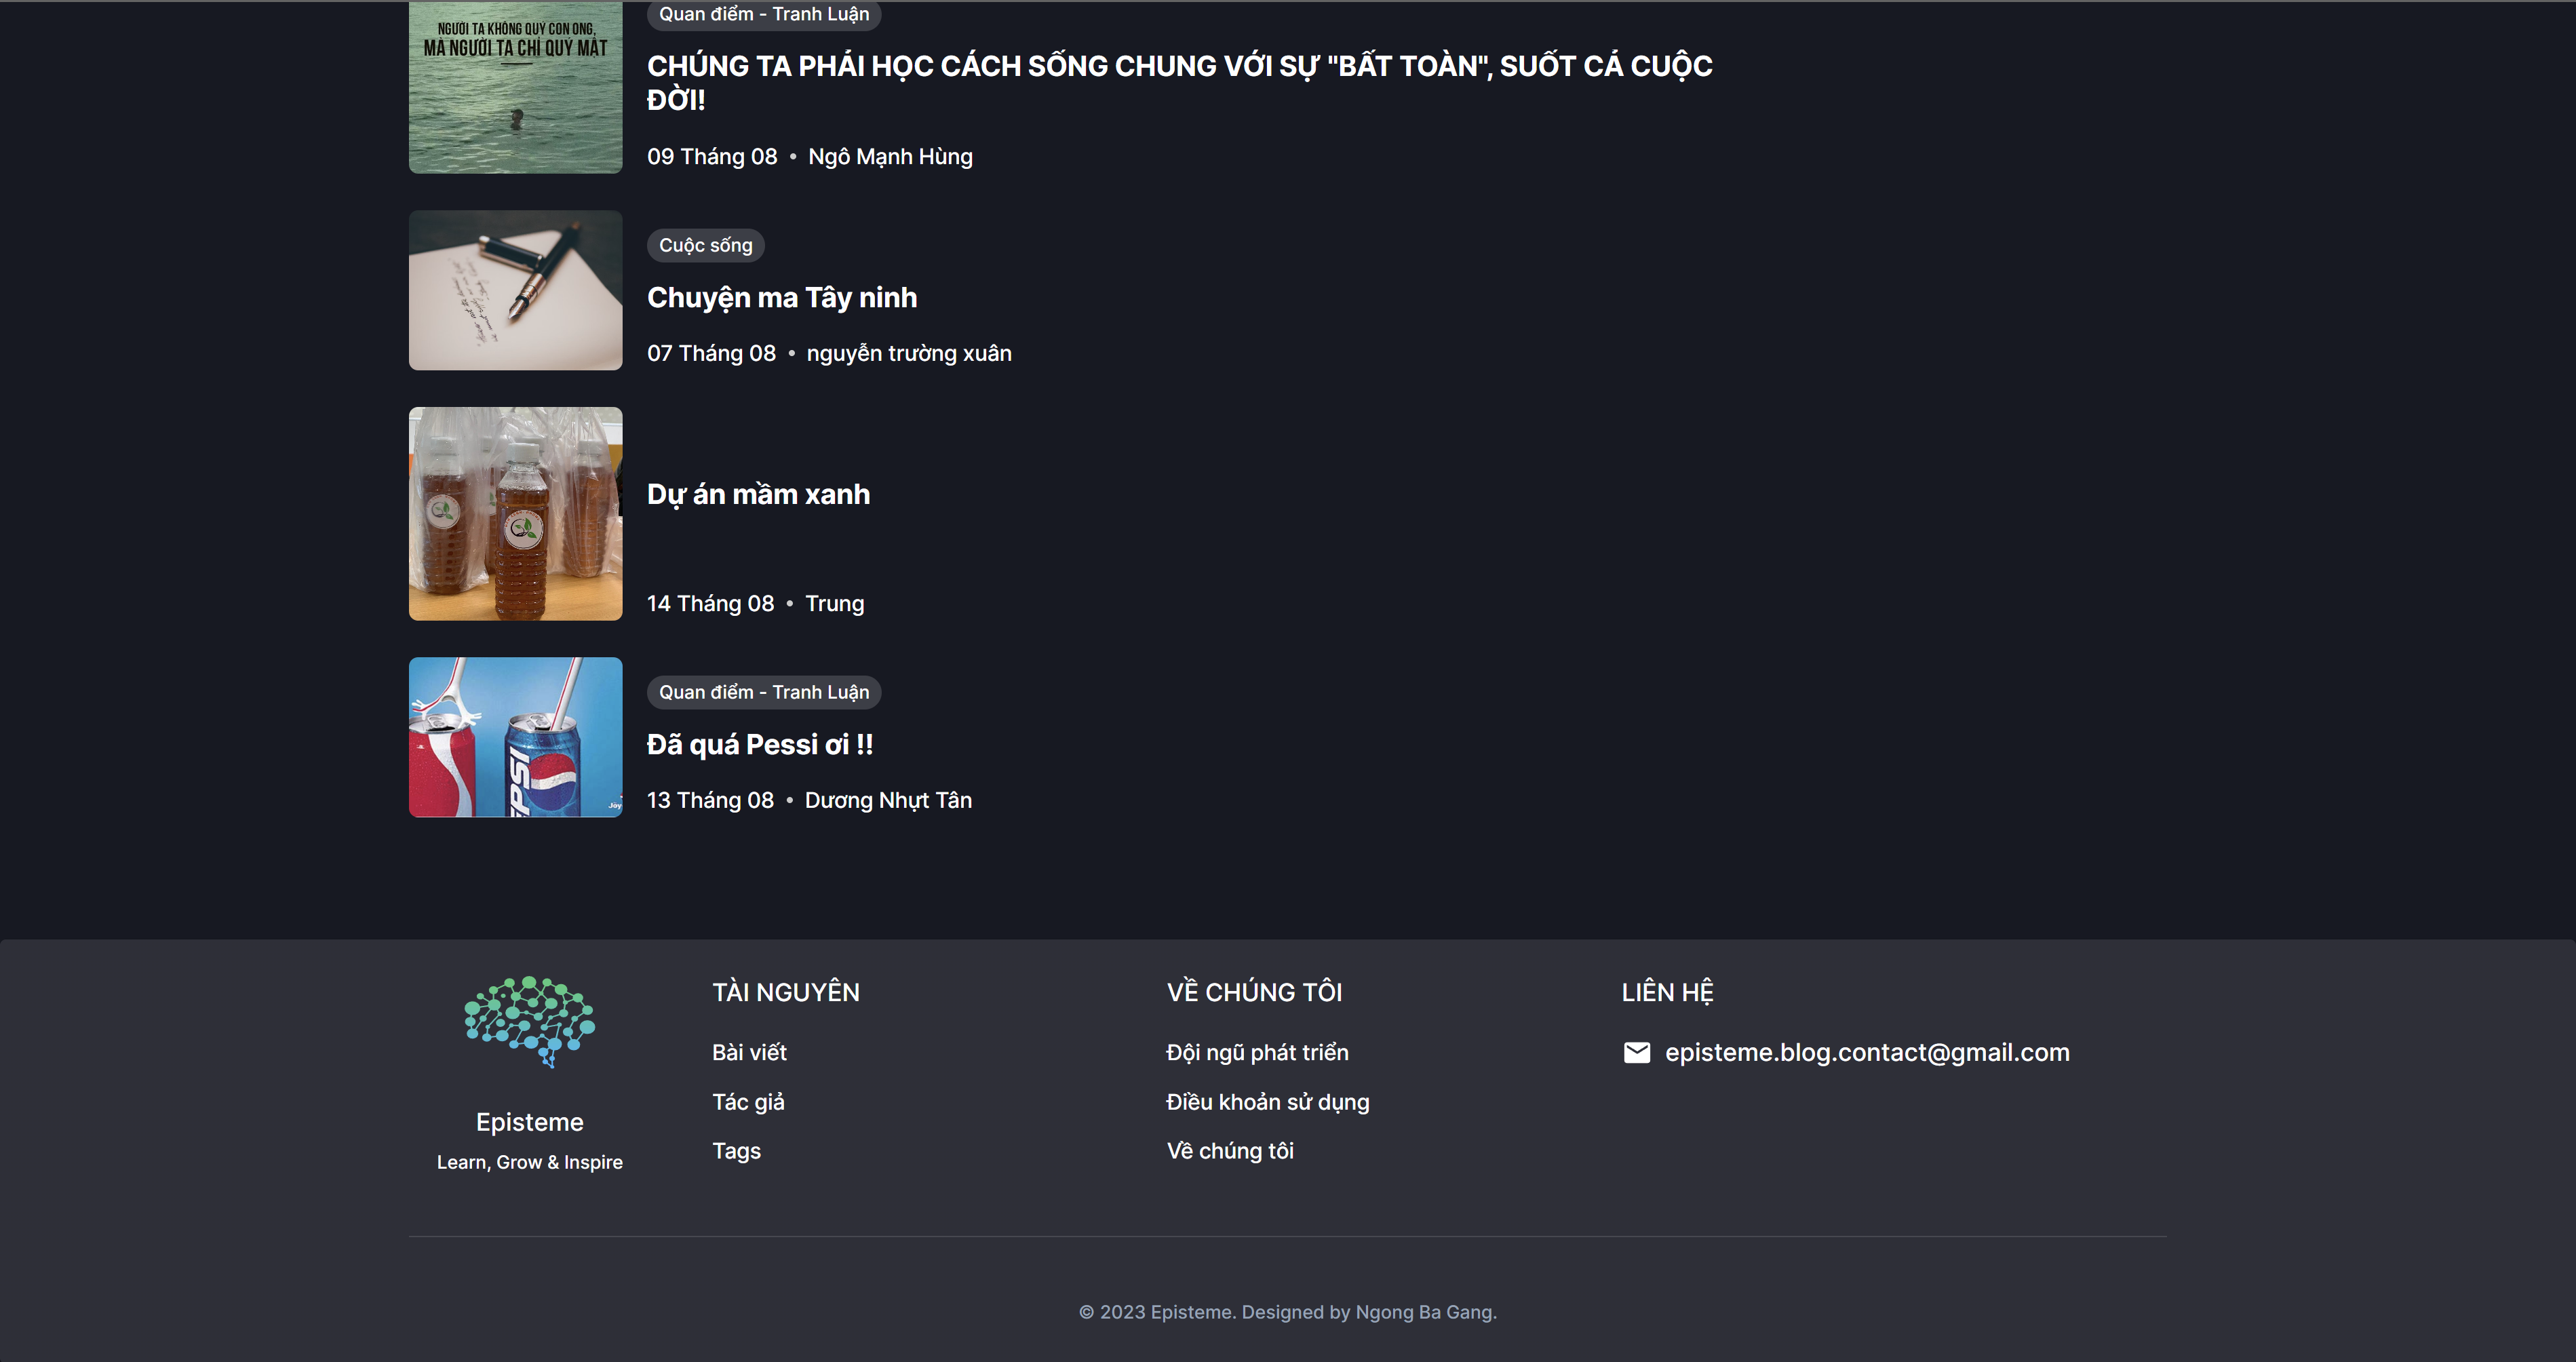 Quan điểm - Tranh Luận
NGƯỜI TA KHÔNG QUÝ CON ONG,
MÀ NGƯỜI TA CHỈ QUÝ MẬT
CHÚNG TA PHẢI HỌC CÁCH SỐNG CHUNG VỚI SỰ "BẤT TOÀN", SUỐT CẢ CUỘC
ĐỜI!
09 Tháng 08 • Ngô Mạnh Hùng
Cuộc sống
Chuyện ma Tây ninh
07 Tháng 08 • nguyễn trường xuân
Dự án mầm xanh
14 Tháng 08 • Trung
Quan điểm - Tranh Luận
Đã quá Pessi ơi !!
PEPSI
Joy
13 Tháng 08 • Dương Nhựt Tân
Episteme
Learn, Grow & Inspire
TÀI NGUYÊN
Bài viết
Tác giả
Tags
VỀ CHÚNG TÔI
Đội ngũ phát triển
Điều khoản sử dụng
Về chúng tôi
LIÊN HỆ
episteme.blog.contact@gmail.com
© 2023 Episteme. Designed by Ngong Ba Gang.